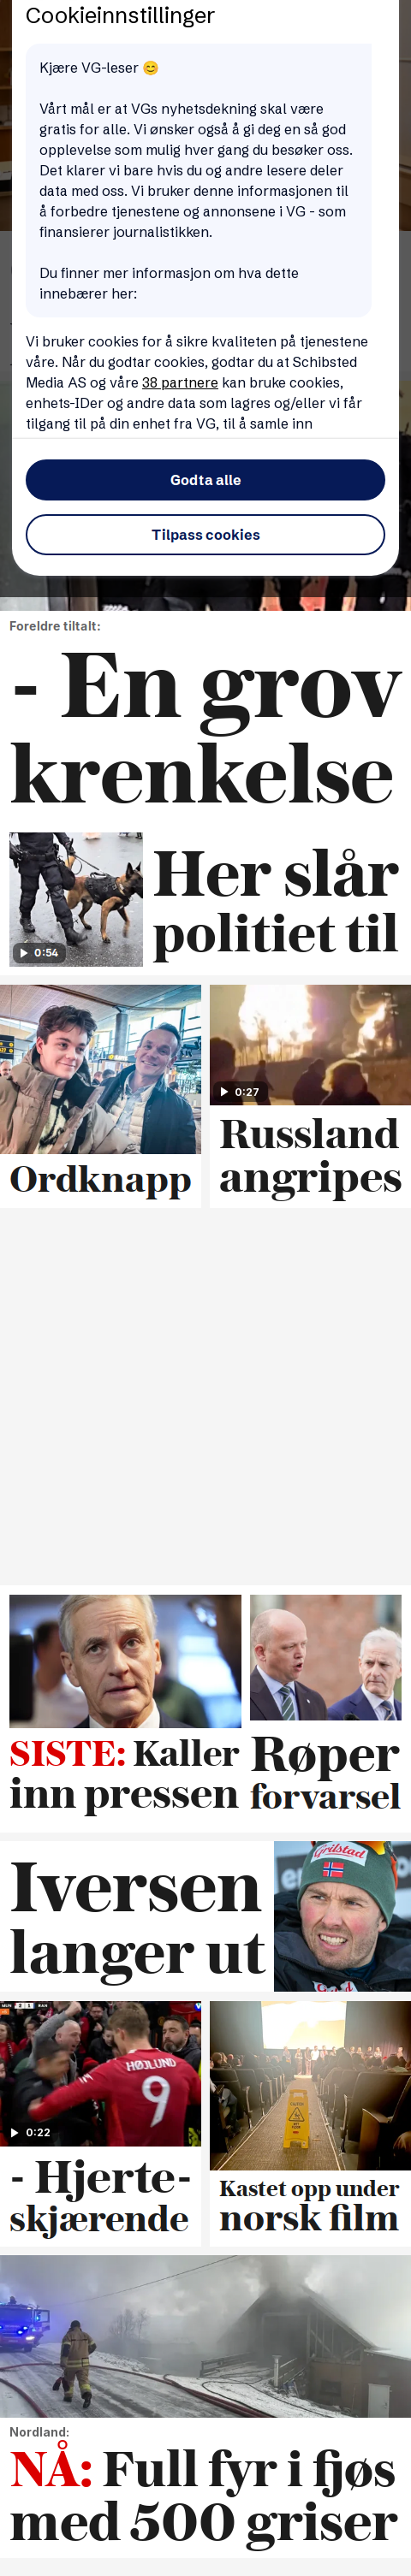 Cookieinnstillinger
Kjære VG-leser 😊
Vårt mål er at VGs nyhetsdekning skal være
gratis for alle. Vi ønsker også å gi deg en så god
opplevelse som mulig hver gang du besøker oss.
Det klarer vi bare hvis du og andre lesere deler
data med oss. Vi bruker denne informasjonen til
å forbedre tjenestene og annonsene i VG - som
finansierer journalistikken.
Du finner mer informasjon om hva dette
innebærer her:
Vi bruker cookies for å sikre kvaliteten på tjenestene
våre. Når du godtar cookies, godtar du at Schibsted
Media AS og våre 38 partnere kan bruke cookies,
enhets-IDer og andre data som lagres og/eller vi får
tilgang til på din enhet fra VG, til å samle inn
Godta alle
Tilpass cookies
Foreldre tiltalt:
- En grov
krenkelse
0:54
Her slår
politiet til
Ordknapp
0:27
Russland
angripes
SISTE: Kaller
inn pressen
Røper
forvarsel
Iversen
langer ut
Grilstad
HØJLUND
9
0:22
- Hjerte-
skjærende
Kastet opp under
norsk film
Nordland:
NÅ: Full fyr i fjøs
med 500 griser